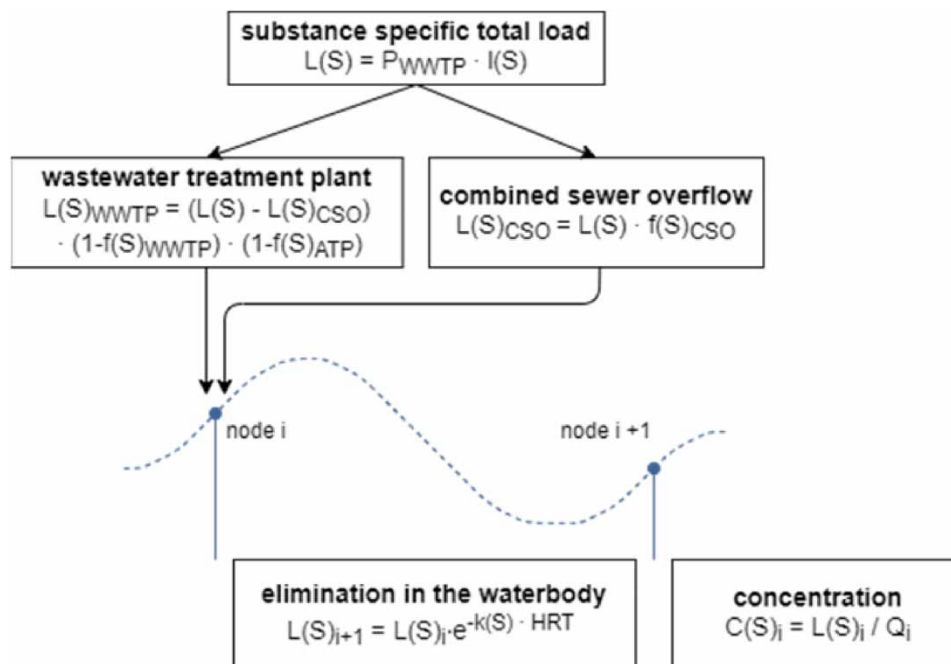 substance specific total load
L(S) = PWWTP · I(S)
wastewater treatment plant
L(S)WWTP = (L(S) - L(S)CSO)
· (1-f(S)WWTP) · (1-f(S)ATP)
combined sewer overflow
L(S)CSO = L(S) · f(S)CSO
node i
node i +1
elimination in the waterbody
L(S)i+1 = L(S)i·e-k(S) · HRT
concentration
C(S)i = L(S)i / Qi